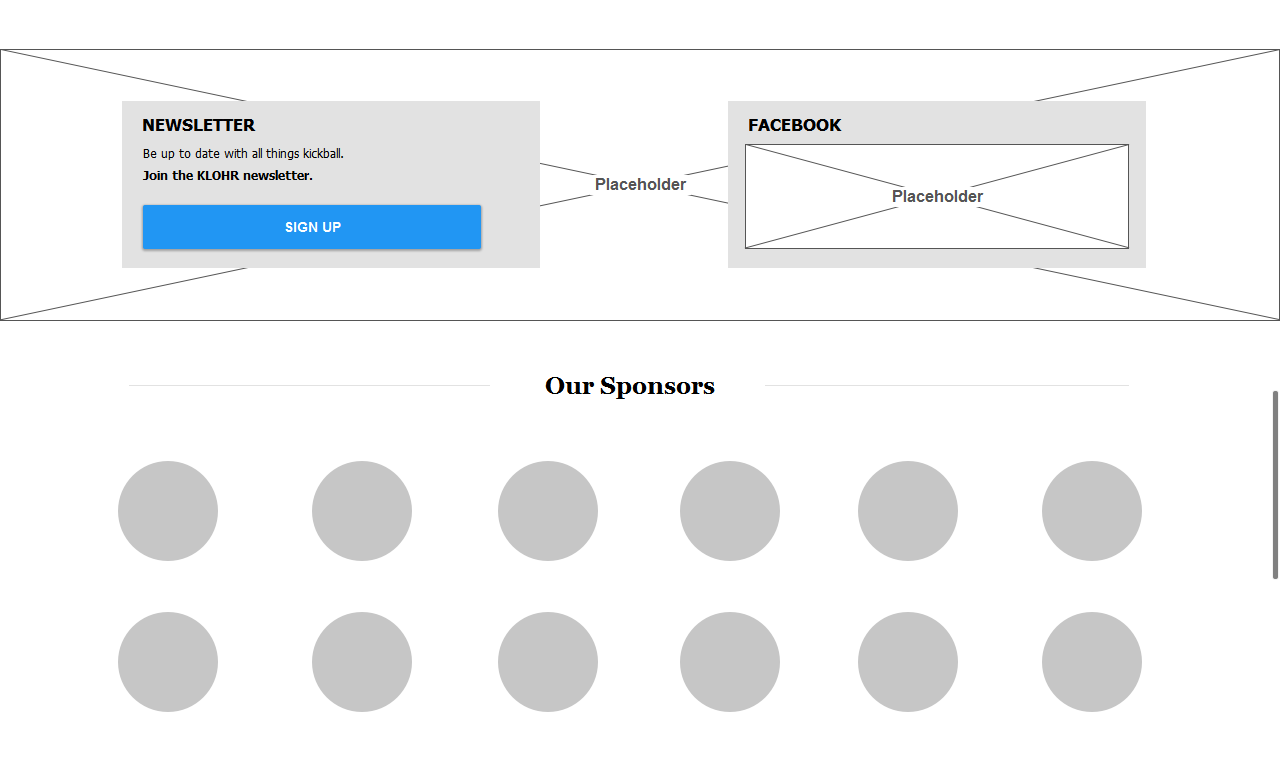 NEWSLETTER
Be up to date with all things kickball.
Join the KLOHR newsletter.
SIGN UP
Placeholder
FACEBOOK
Placeholder
Our Sponsors